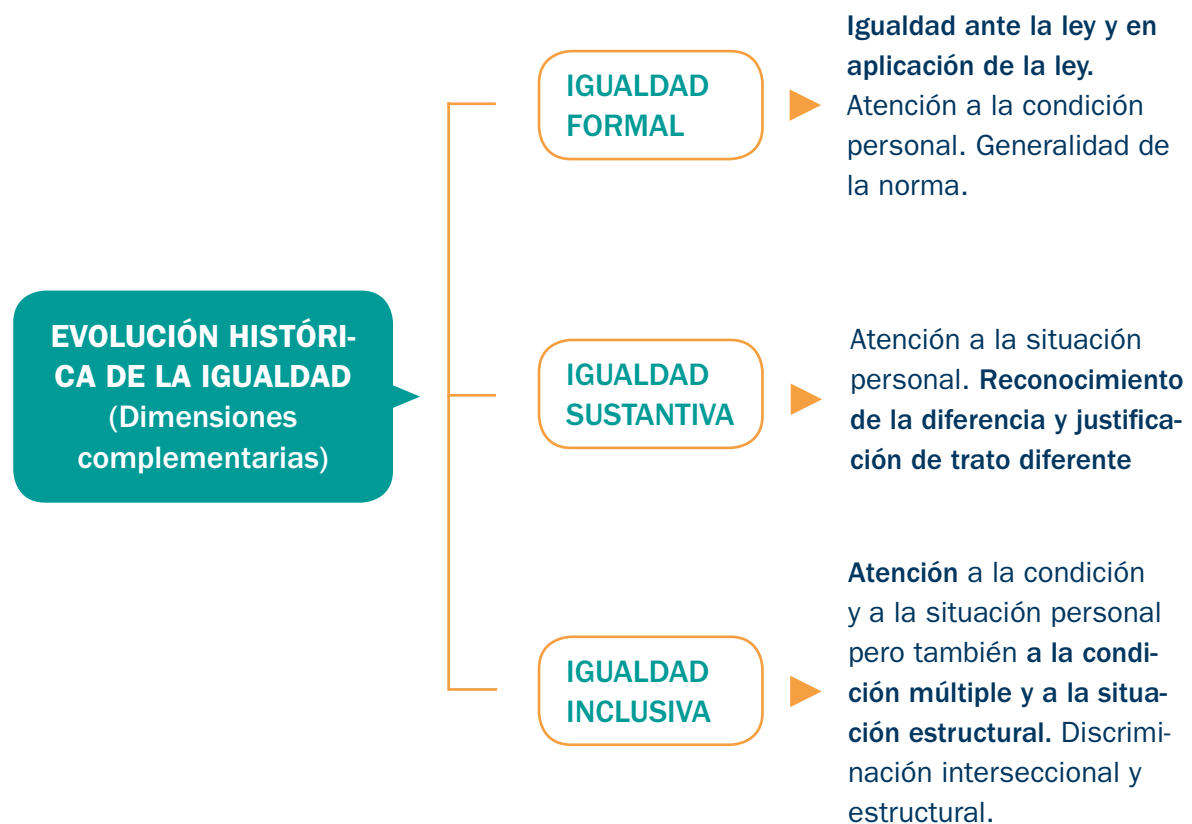 EVOLUCIÓN HISTÓRI-
CA DE LA IGUALDAD
(Dimensiones
complementarias)
IGUALDAD
FORMAL
Igualdad ante la ley y en
aplicación de la ley.
Atención a la condición
personal. Generalidad de
la norma.
IGUALDAD
SUSTANTIVA
Atención a la situación
personal. Reconocimiento
de la diferencia y justifica-
ción de trato diferente
IGUALDAD
INCLUSIVA
Atención a la condición
y a la situación personal
pero también a la condi-
ción múltiple y a la situa-
ción estructural. Discrimi-
nación interseccional y
estructural.